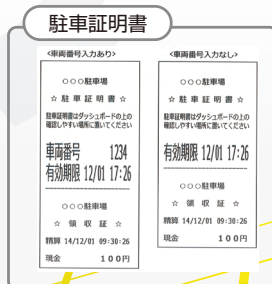 駐車証明書
<車両番号入力あり>
○○○駐車場
☆ 駐 車 証 明 書 ☆
駐車証明書はダッシュボードの上の
確認しやすい場所に置いてください
車両番号 1234
有効期限 12/01 17:26
○○○駐車場
☆ 領 収 証 ☆
精算 14/12/01 09:30:26
現金 100円
<車両番号入力なし>
○○○駐車場
☆ 駐 車 証 明 書 ☆
駐車証明書はダッシュボードの上の
確認しやすい場所に置いてください
有効期限 12/01 17:26
○○○駐車場
☆ 領 収 証 ☆
精算 14/12/01 09:30:26
現金 100円